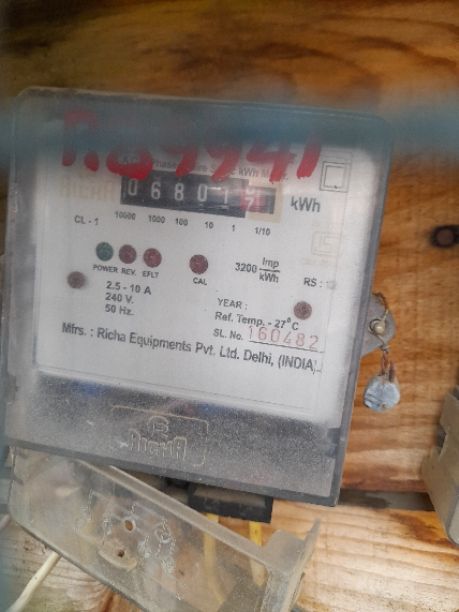 kWh
10000 1000 100 10 1 1/10
CL - 1
POWER REV. EFLT
CAL
3200 Imp/kWh
RS :
2.5 - 10 A
240 V.
50 Hz.
YEAR :
Ref. Temp. - 27°C
SL. No. 160482
Mfrs. : Richa Equipments Pvt. Ltd. Delhi, (INDIA)
RICHA